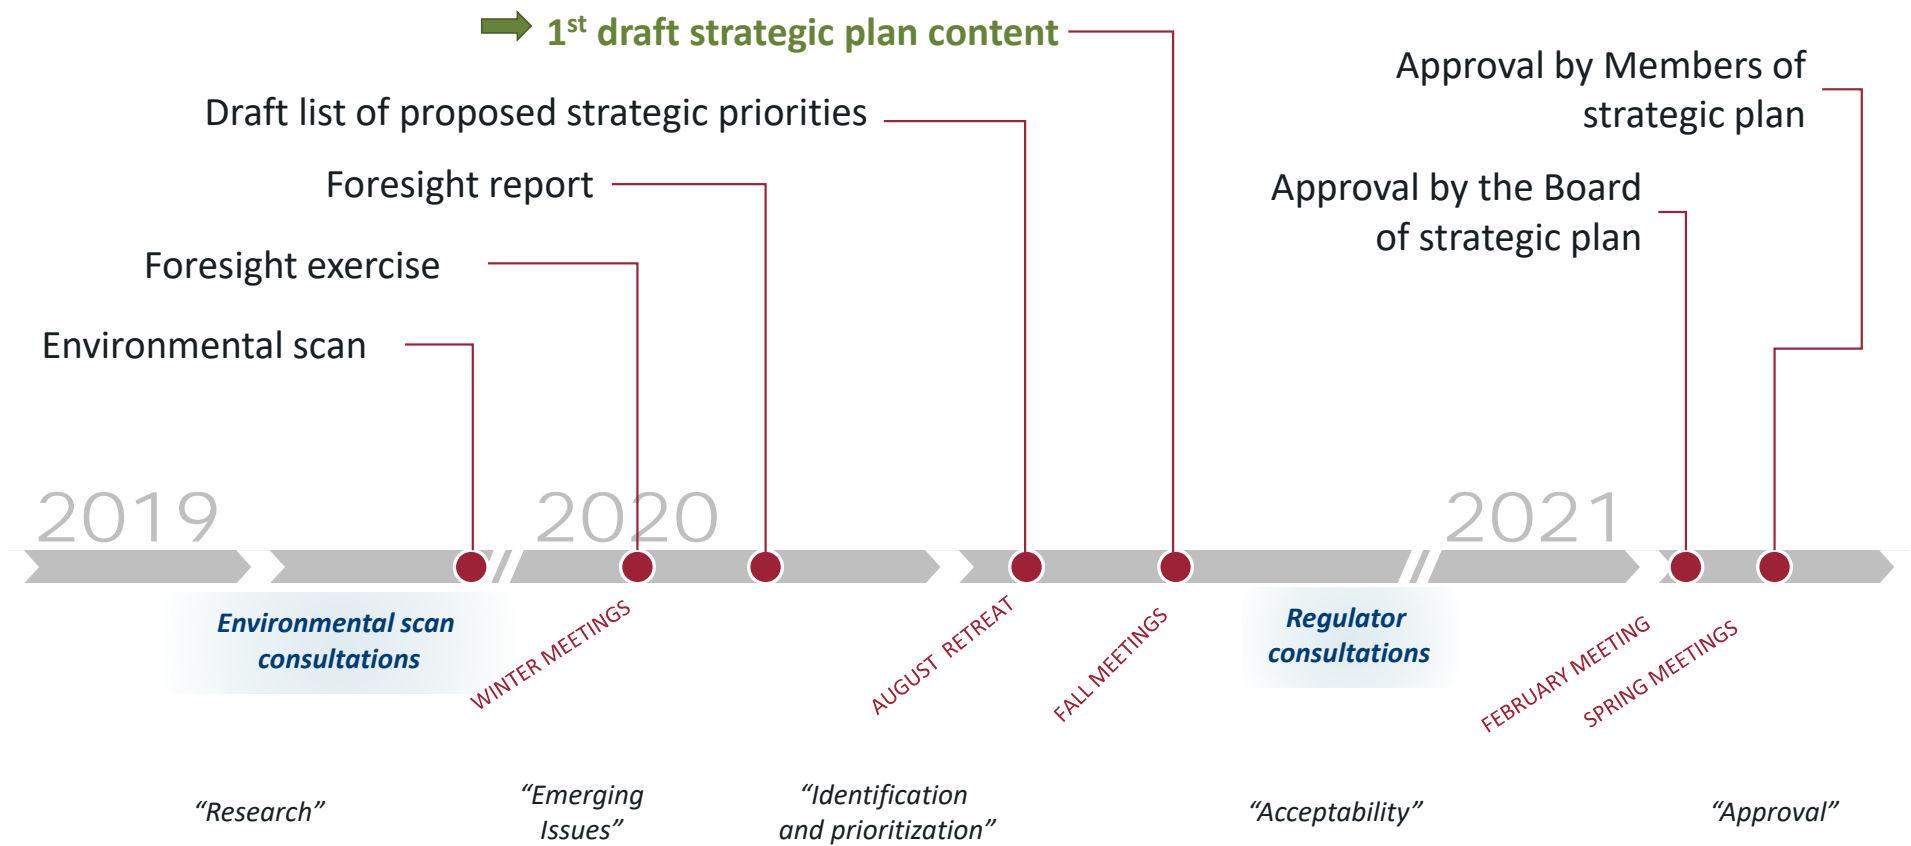 1st draft strategic plan content
Approval by Members of
strategic plan
Draft list of proposed strategic priorities
Foresight report
Approval by the Board
of strategic plan
Foresight exercise
Environmental scan
2019
2020
2021
Environmental scan
consultations
WINTER MEETINGS
AUGUST RETREAT
FALL MEETINGS
Regulator
consultations
FEBRUARY MEETING
SPRING MEETINGS
“Research”
“Emerging
Issues”
“Identification
and prioritization”
“Acceptability”
“Approval”